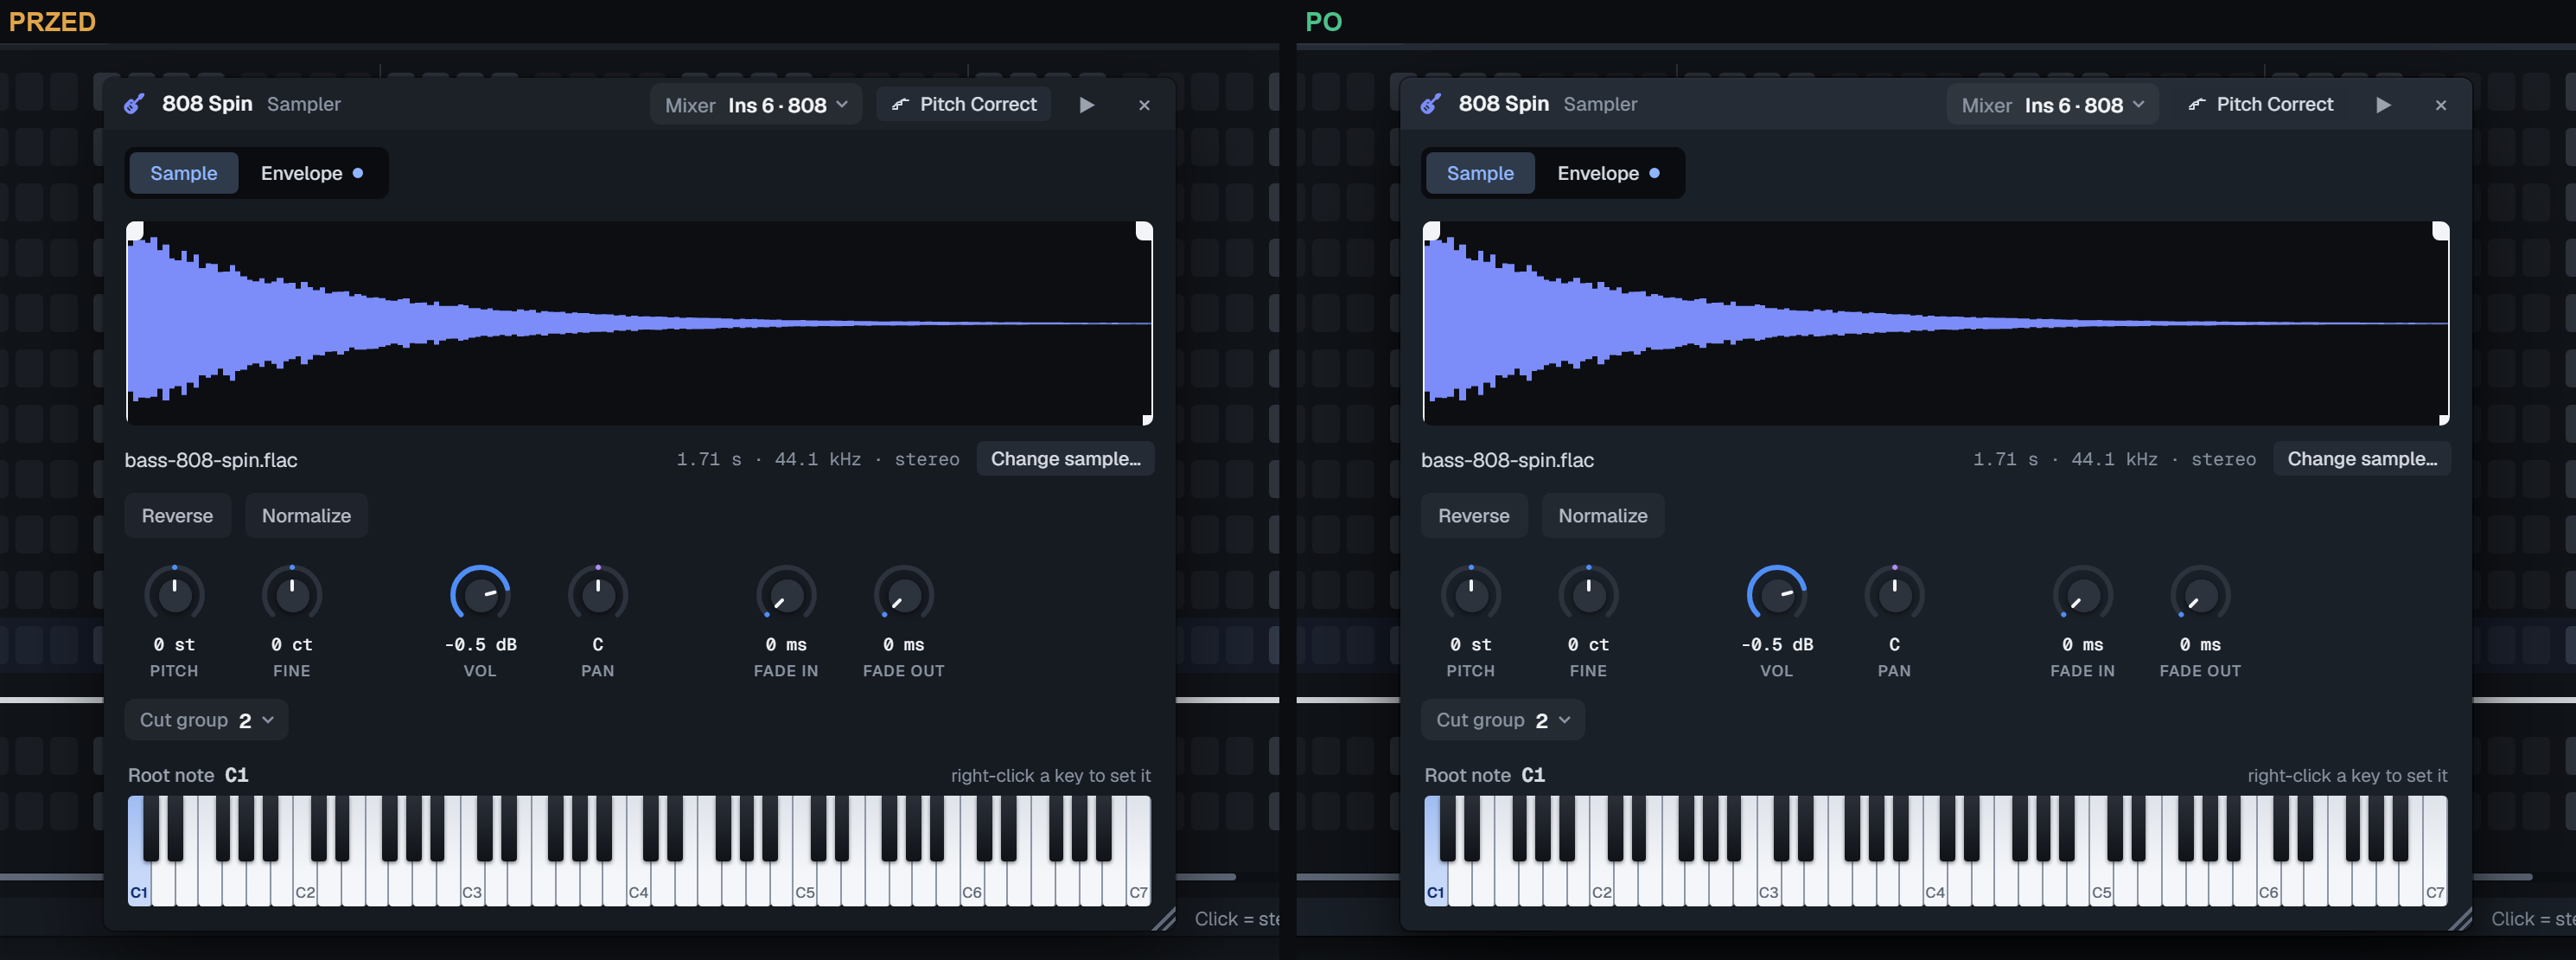 PRZED
808 Spin Sampler Mixer Ins 6 · 808 Pitch Correct
Sample Envelope
bass-808-spin.flac 1.71 s · 44.1 kHz · stereo Change sample...
Reverse Normalize
0 st 0 ct -0.5 dB C 0 ms 0 ms
PITCH FINE VOL PAN FADE IN FADE OUT
Cut group 2
Root note C1 right-click a key to set it
C1 C2 C3 C4 C5 C6 C7
Click = ste
PO
808 Spin Sampler Mixer Ins 6 · 808 Pitch Correct
Sample Envelope
bass-808-spin.flac 1.71 s · 44.1 kHz · stereo Change sample...
Reverse Normalize
0 st 0 ct -0.5 dB C 0 ms 0 ms
PITCH FINE VOL PAN FADE IN FADE OUT
Cut group 2
Root note C1 right-click a key to set it
C1 C2 C3 C4 C5 C6 C7
Click = ste